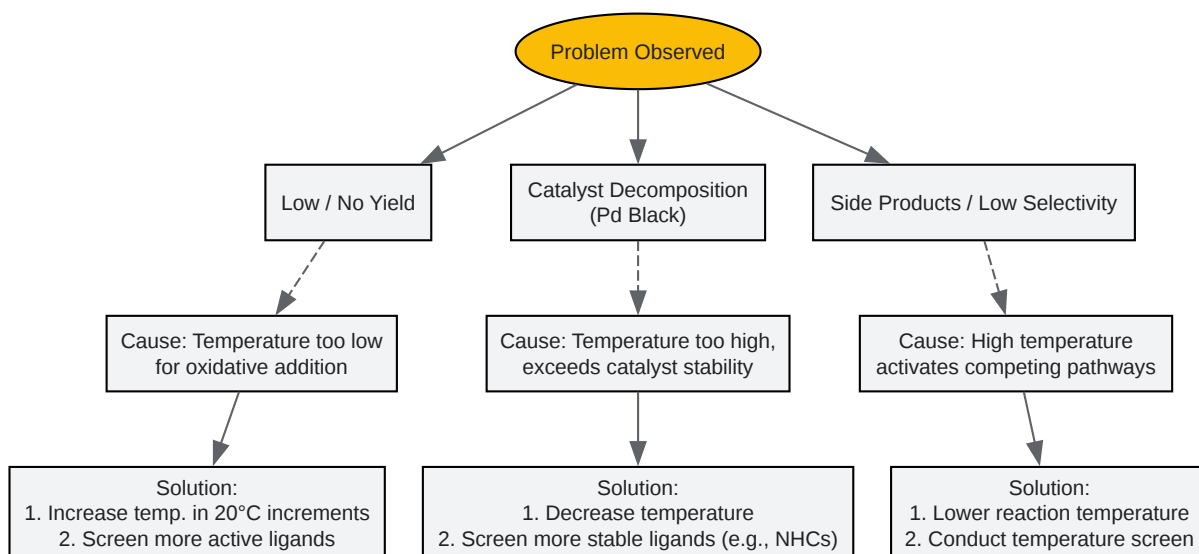 Problem Observed
Low / No Yield
Catalyst Decomposition
(Pd Black)
Side Products / Low Selectivity
Cause: Temperature too low
for oxidative addition
Cause: Temperature too high,
exceeds catalyst stability
Cause: High temperature
activates competing pathways
Solution:
1. Increase temp. in 20°C increments
2. Screen more active ligands
Solution:
1. Decrease temperature
2. Screen more stable ligands (e.g., NHCs)
Solution:
1. Lower reaction temperature
2. Conduct temperature screen